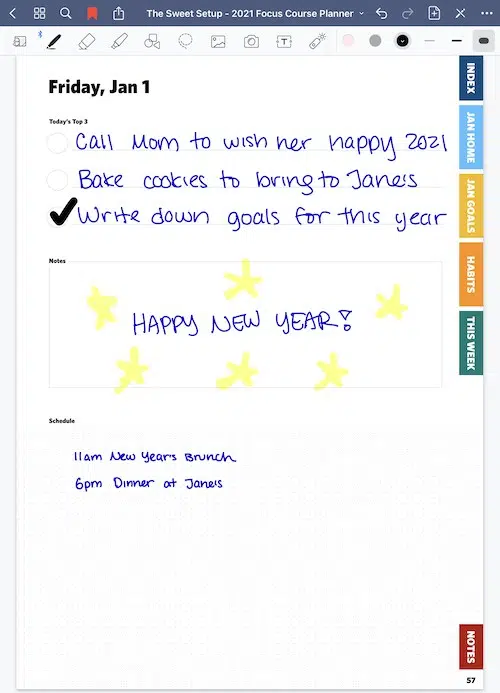 The Sweet Setup - 2021 Focus Course Planner
Friday, Jan 1
Today's Top 3
Call Mom to wish her happy 2021
Bake cookies to bring to Jane's
Write down goals for this year
Notes
HAPPY NEW YEAR!
Schedule
11am New Year's Brunch
6pm Dinner at Jane's
INDEX
JAN HOME
JAN GOALS
HABITS
THIS WEEK
NOTES
57